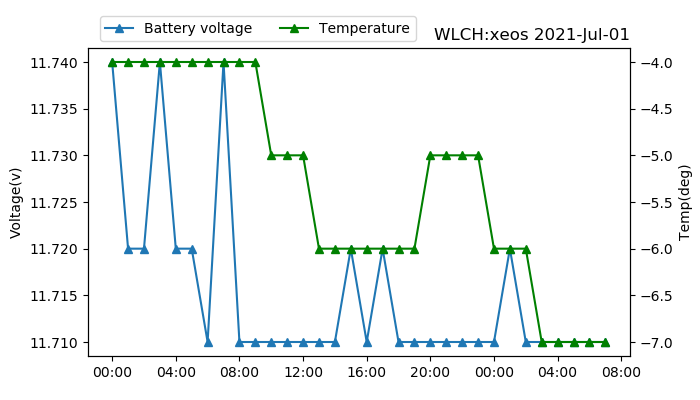 Battery voltage Temperature
WLCH:xeos 2021-Jul-01
11.740 −4.0
11.735 −4.5
11.730 −5.0
11.725 −5.5
11.720 −6.0
11.715 −6.5
11.710 −7.0
Voltage(v)
Temp(deg)
00:00 04:00 08:00 12:00 16:00 20:00 00:00 04:00 08:00